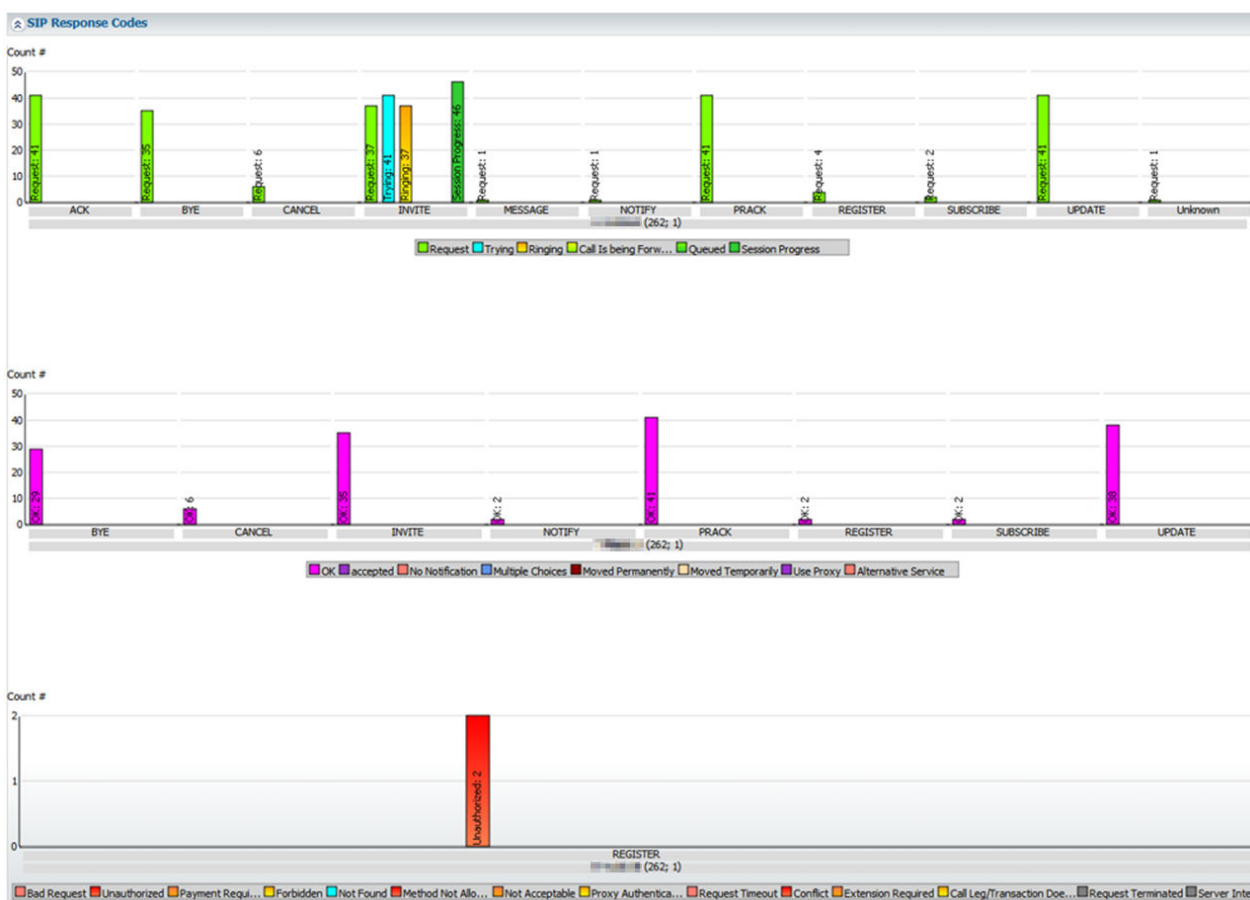 SIP Response Codes
Count #
50
40
30
20
10
0
Request: 41
Request: 35
Request: 6
Request: 37
Trying: 41
Ringing: 37
Session Progress: 46
Request: 1
Request: 1
Request: 41
Request: 4
Request: 2
Request: 41
Request: 1
ACK BYE CANCEL INVITE MESSAGE NOTIFY PRACK REGISTER SUBSCRIBE UPDATE Unknown
(262; 1)
Request Trying Ringing Call Is being Forw... Queued Session Progress
Count #
50
40
30
20
10
0
OK: 29
OK: 6
OK: 35
OK: 2
OK: 41
OK: 2
OK: 2
OK: 38
BYE CANCEL INVITE NOTIFY PRACK REGISTER SUBSCRIBE UPDATE
(262; 1)
OK accepted No Notification Multiple Choices Moved Permanently Moved Temporarily Use Proxy Alternative Service
Count #
2
1
0
Unauthorized: 2
REGISTER
(262; 1)
Bad Request Unauthorized Payment Requi... Forbidden Not Found Method Not Allo... Not Acceptable Proxy Authentica... Request Timeout Conflict Extension Required Call Leg/Transaction Doe... Request Terminated Server Inte